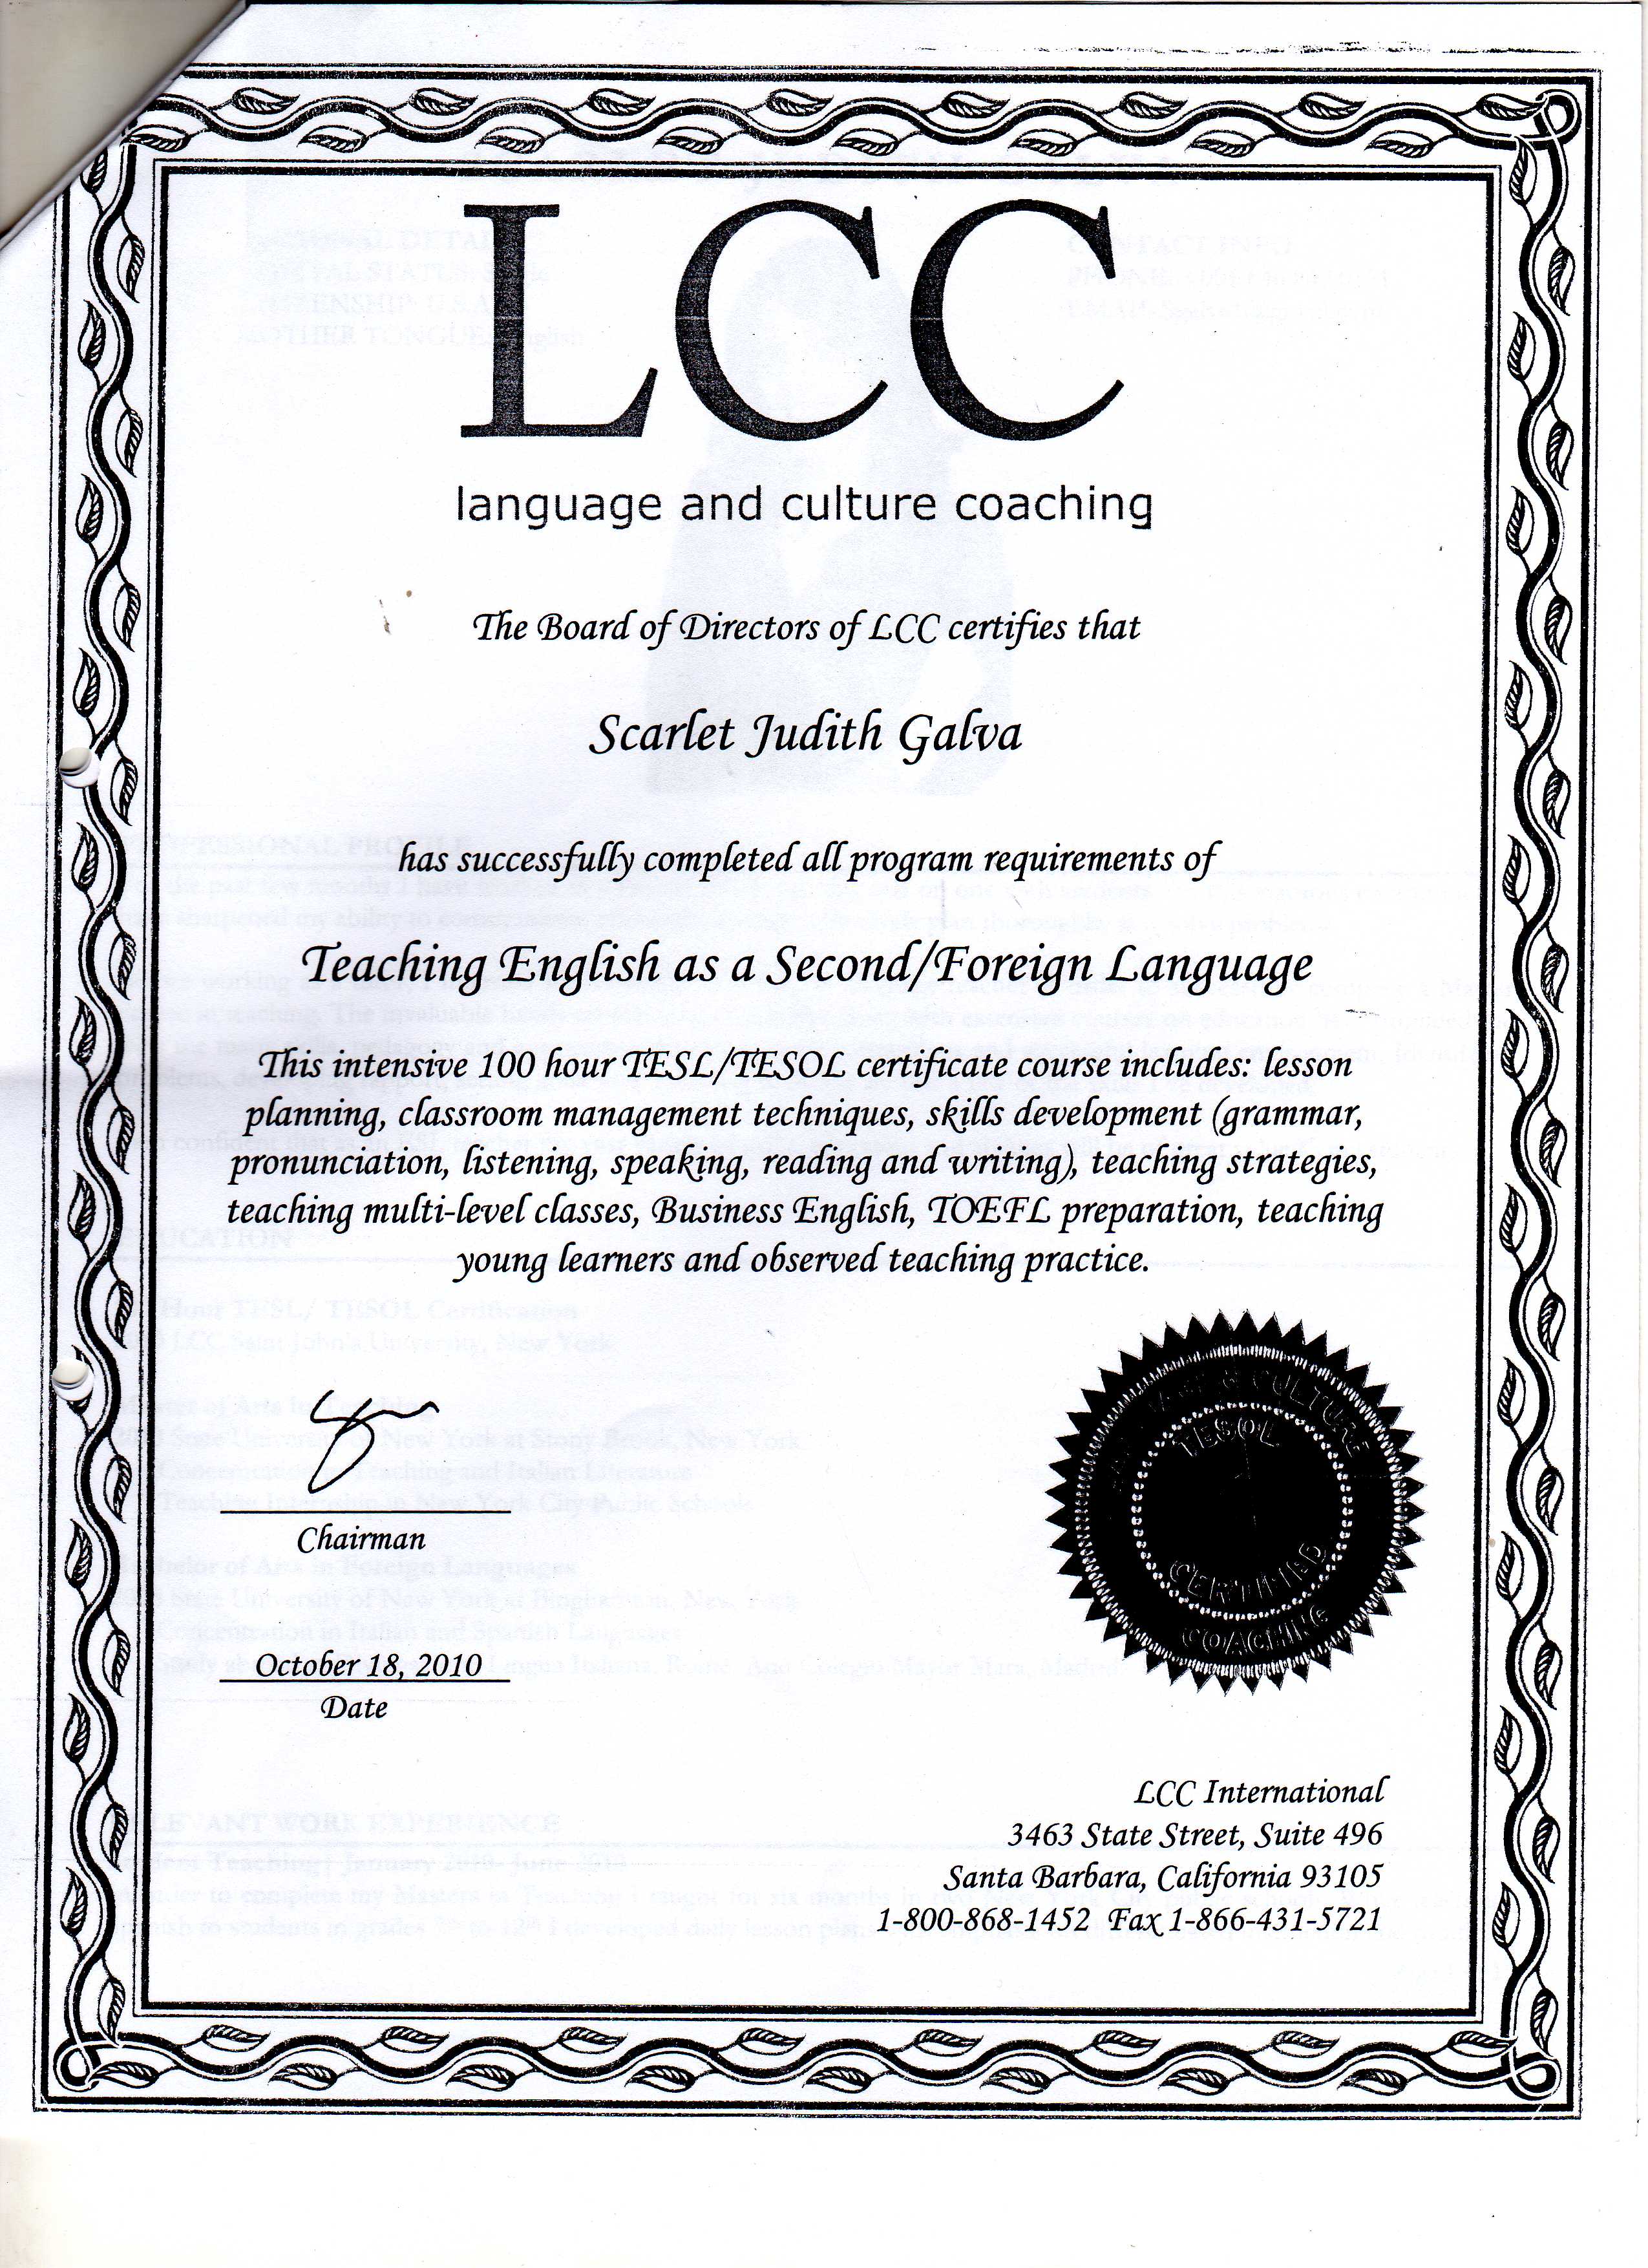 LCC
language and culture coaching
The Board of Directors of LCC certifies that
Scarlet Judith Galva
has successfully completed all program requirements of
Teaching English as a Second/Foreign Language
This intensive 100 hour TESL/TESOL certificate course includes: lesson
planning, classroom management techniques, skills development (grammar,
pronunciation, listening, speaking, reading and writing), teaching strategies,
teaching multi-level classes, Business English, TOEFL preparation, teaching
young learners and observed teaching practice.
Chairman
October 18, 2010
Date
CULTURE
TESOL
CERTIFIED
COACHING
LCC International
3463 State Street, Suite 496
Santa Barbara, California 93105
1-800-868-1452 Fax 1-866-431-5721